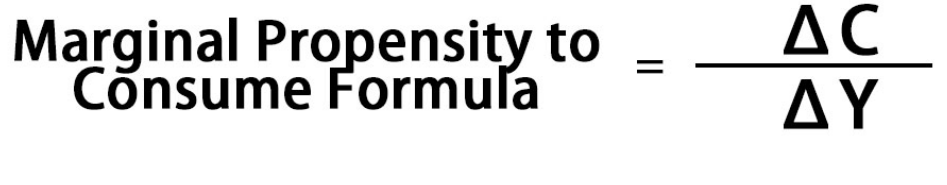 Marginal Propensity to
Consume Formula
=
ΔC
ΔY